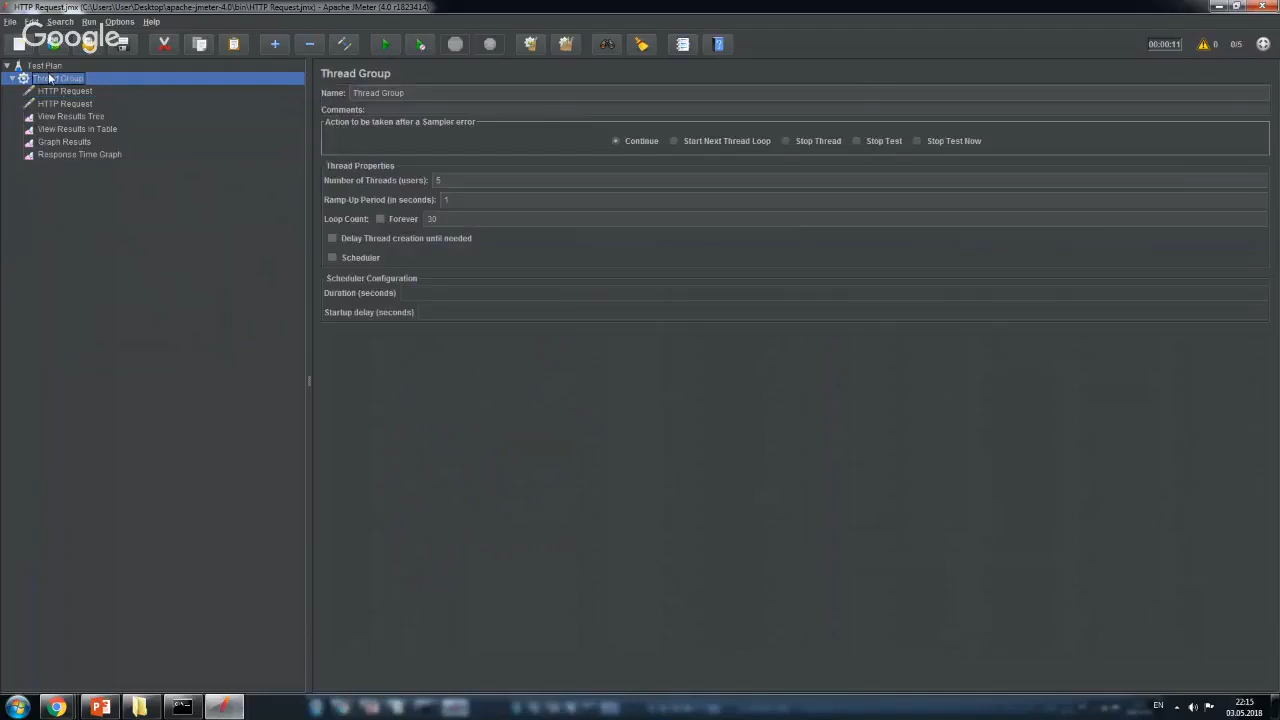 HTTP Request.jmx (C:\Users\User\Desktop\apache-jmeter-4.0\bin\HTTP Request.jmx) - Apache JMeter (4.0 r1823414)
File Edit Search Run Options Help
Google
00:00:11 0 0/5
Test Plan
Thread Group
HTTP Request
HTTP Request
View Results Tree
View Results in Table
Graph Results
Response Time Graph
Thread Group
Name: Thread Group
Comments:
Action to be taken after a Sampler error
Continue Start Next Thread Loop Stop Thread Stop Test Stop Test Now
Thread Properties
Number of Threads (users): 5
Ramp-Up Period (in seconds): 1
Loop Count: Forever 30
Delay Thread creation until needed
Scheduler
Scheduler Configuration
Duration (seconds)
Startup delay (seconds)
EN 22:15
03.05.2018